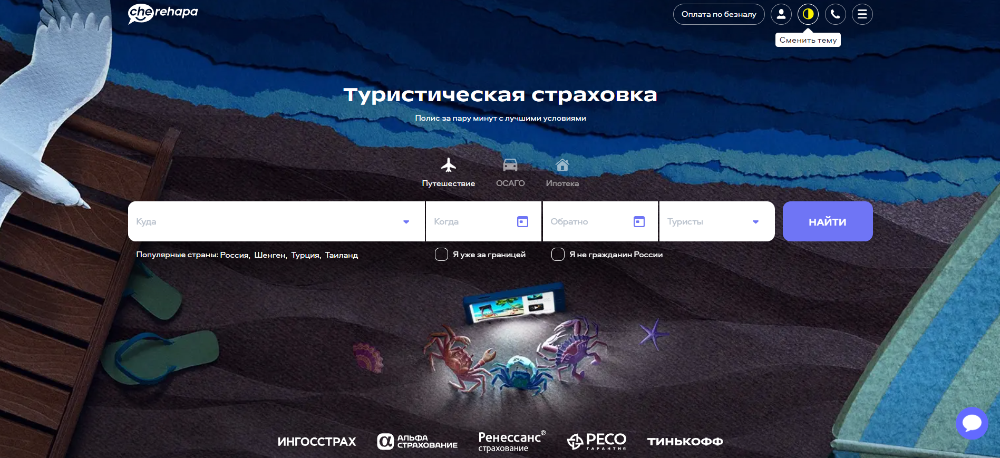 cherehapa
Оплата по безналу
Сменить тему
Туристическая страховка
Полис за пару минут с лучшими условиями
Путешествие ОСАГО Ипотека
Куда Когда Обратно Туристы НАЙТИ
Популярные страны: Россия, Шенген, Турция, Таиланд Я уже за границей Я не гражданин России
ИНГОССТРАХ
α АЛЬФА
СТРАХОВАНИЕ
Ренессанс®
страхование
РЕСО
ГАРАНТИЯ
ТИНЬКОФФ